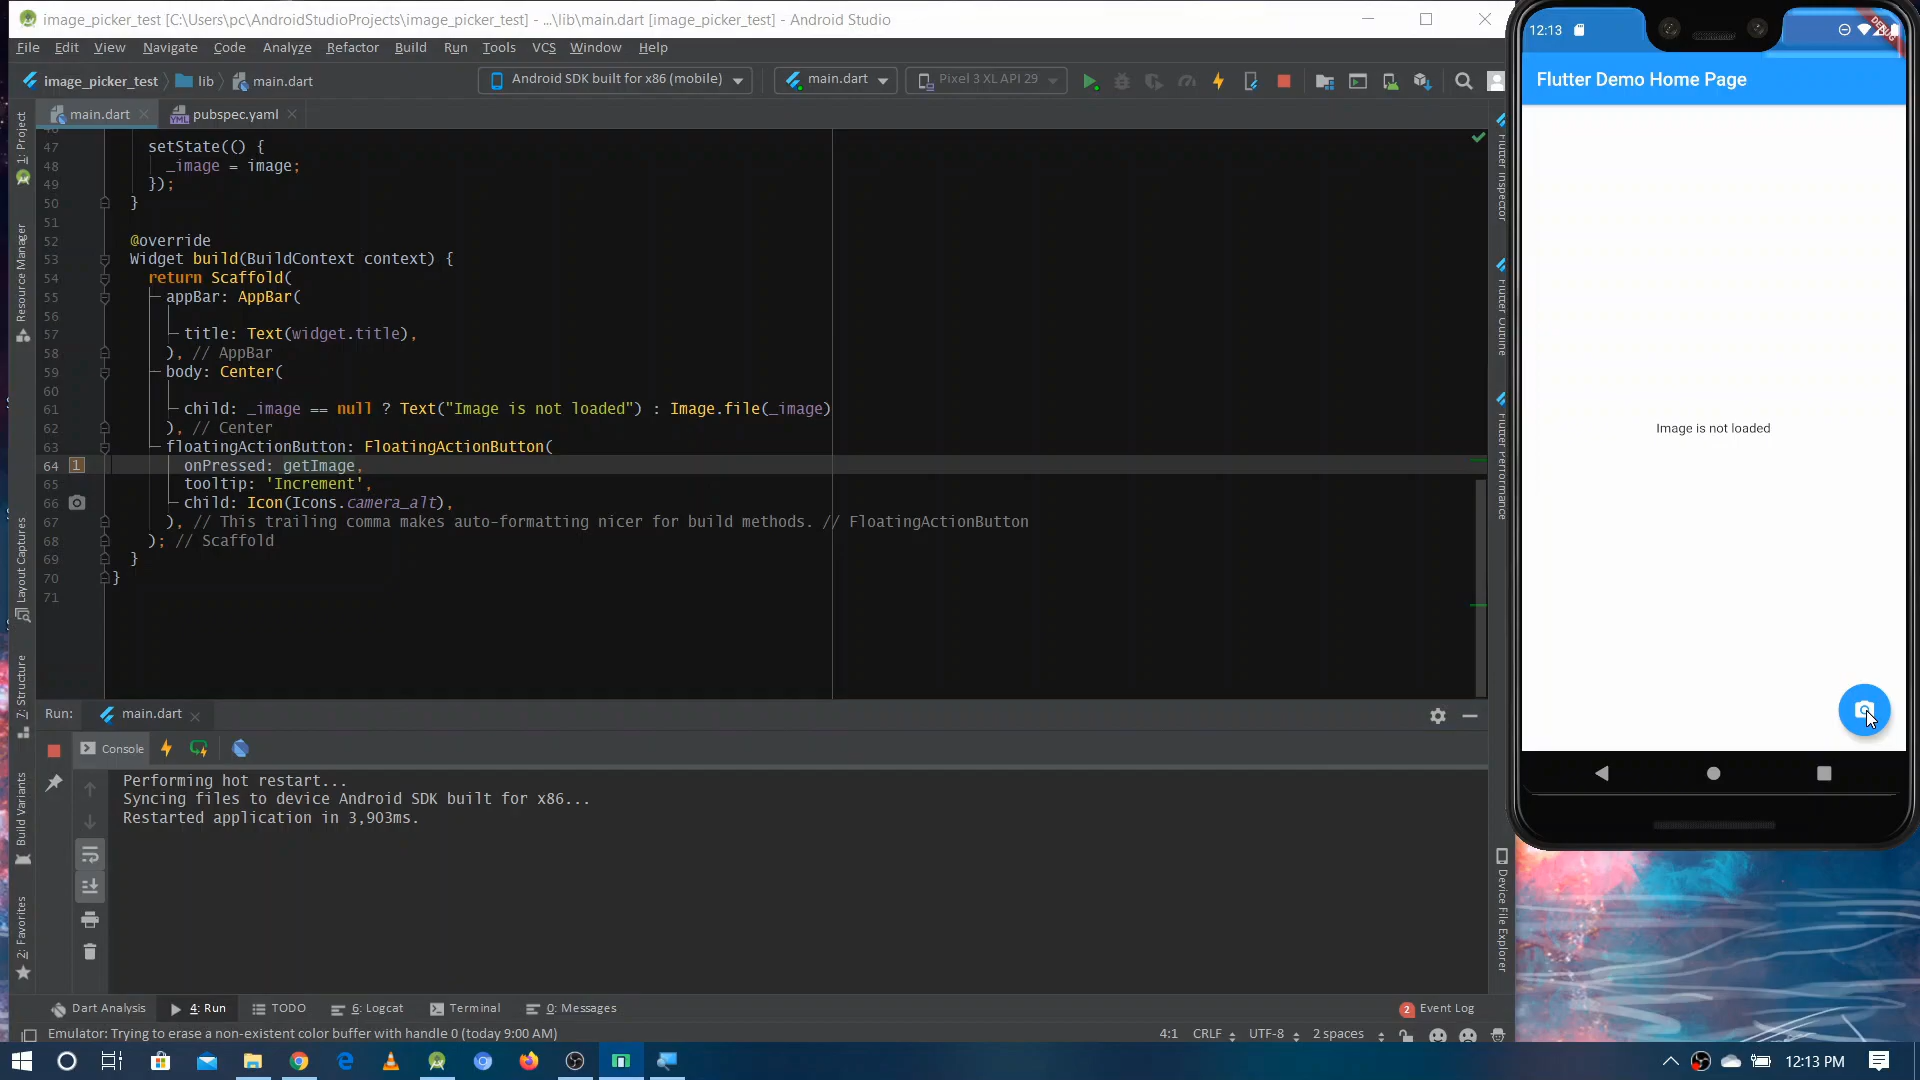 image_picker_test [C:\Users\pc\AndroidStudioProjects\image_picker_test] - ...\lib\main.dart [image_picker_test] - Android Studio
File Edit View Navigate Code Analyze Refactor Build Run Tools VCS Window Help
image_picker_test lib main.dart
Android SDK built for x86 (mobile) main.dart Pixel 3 XL API 29
main.dart pubspec.yaml
47 setState(() {
48 _image = image;
49 });
50 }
51
52 @override
53 Widget build(BuildContext context) {
54 return Scaffold(
55 appBar: AppBar(
56
57 title: Text(widget.title),
58 ), // AppBar
59 body: Center(
60
61 child: _image == null ? Text("Image is not loaded") : Image.file(_image)
62 ), // Center
63 floatingActionButton: FloatingActionButton(
64 1 onPressed: getImage,
65 tooltip: 'Increment',
66 child: Icon(Icons.camera_alt),
67 ), // This trailing comma makes auto-formatting nicer for build methods. // FloatingActionButton
68 ); // Scaffold
69 }
70 }
71
1: Project
Resource Manager
Layout Captures
7: Structure
Build Variants
2: Favorites
Flutter Inspector
Flutter Outline
Flutter Performance
Device File Explorer
Run: main.dart
Console
Performing hot restart...
Syncing files to device Android SDK built for x86...
Restarted application in 3,903ms.
Dart Analysis 4: Run TODO 6: Logcat Terminal 0: Messages 2 Event Log
Emulator: Trying to erase a non-existent color buffer with handle 0 (today 9:00 AM) 4:1 CRLF UTF-8 2 spaces
12:13
DEBUG
Flutter Demo Home Page
Image is not loaded
12:13 PM